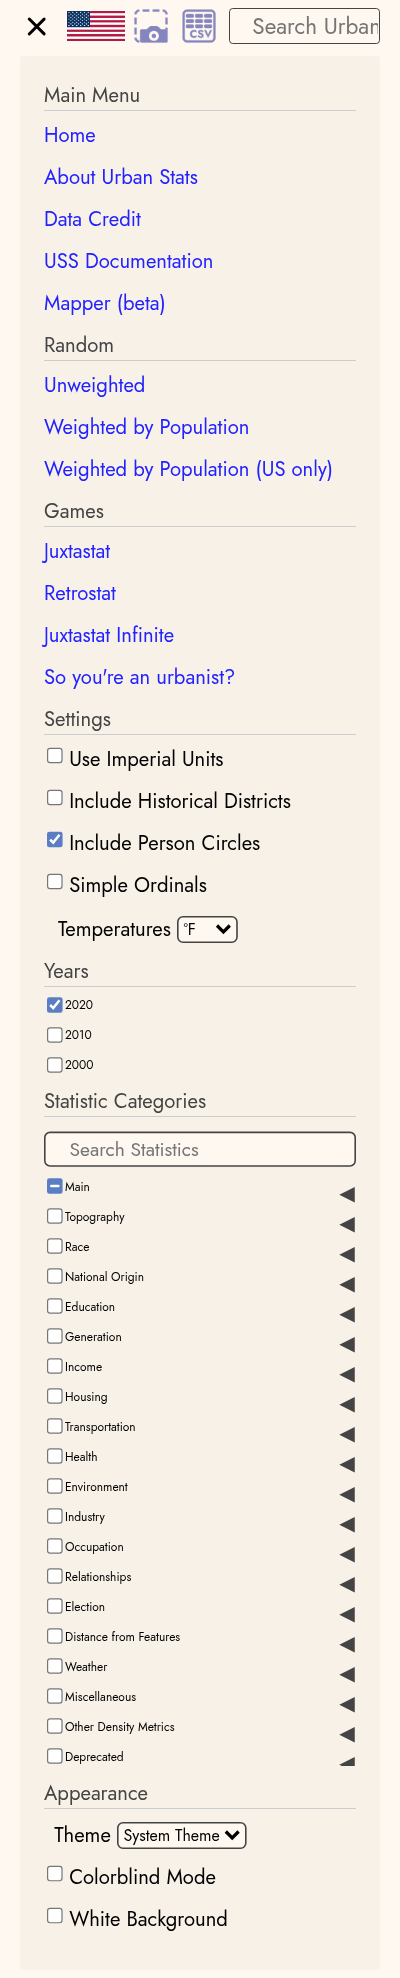 CSV
Search Urban
Main Menu
Home
About Urban Stats
Data Credit
USS Documentation
Mapper (beta)
Random
Unweighted
Weighted by Population
Weighted by Population (US only)
Games
Juxtastat
Retrostat
Juxtastat Infinite
So you're an urbanist?
Settings
Use Imperial Units
Include Historical Districts
Include Person Circles
Simple Ordinals
Temperatures °F
Years
2020
2010
2000
Statistic Categories
Search Statistics
Main
Topography
Race
National Origin
Education
Generation
Income
Housing
Transportation
Health
Environment
Industry
Occupation
Relationships
Election
Distance from Features
Weather
Miscellaneous
Other Density Metrics
Deprecated
Appearance
Theme System Theme
Colorblind Mode
White Background